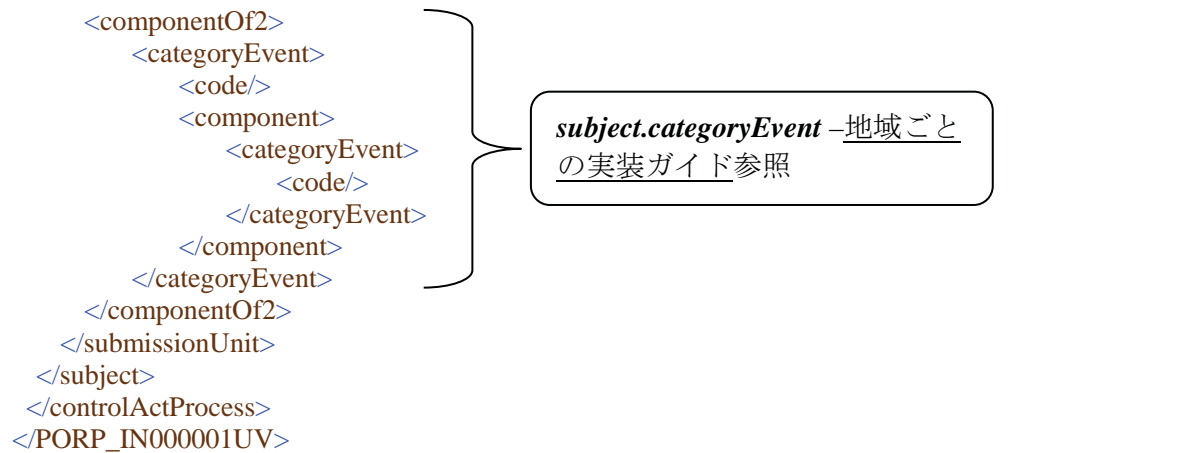 <componentOf2>
<categoryEvent>
<code/>
<component>
<categoryEvent>
<code/>
</categoryEvent>
</component>
</categoryEvent>
</componentOf2>
</submissionUnit>
</subject>
</controlActProcess>
</PORP_IN000001UV>
subject.categoryEvent –地域ごと
の実装ガイド参照